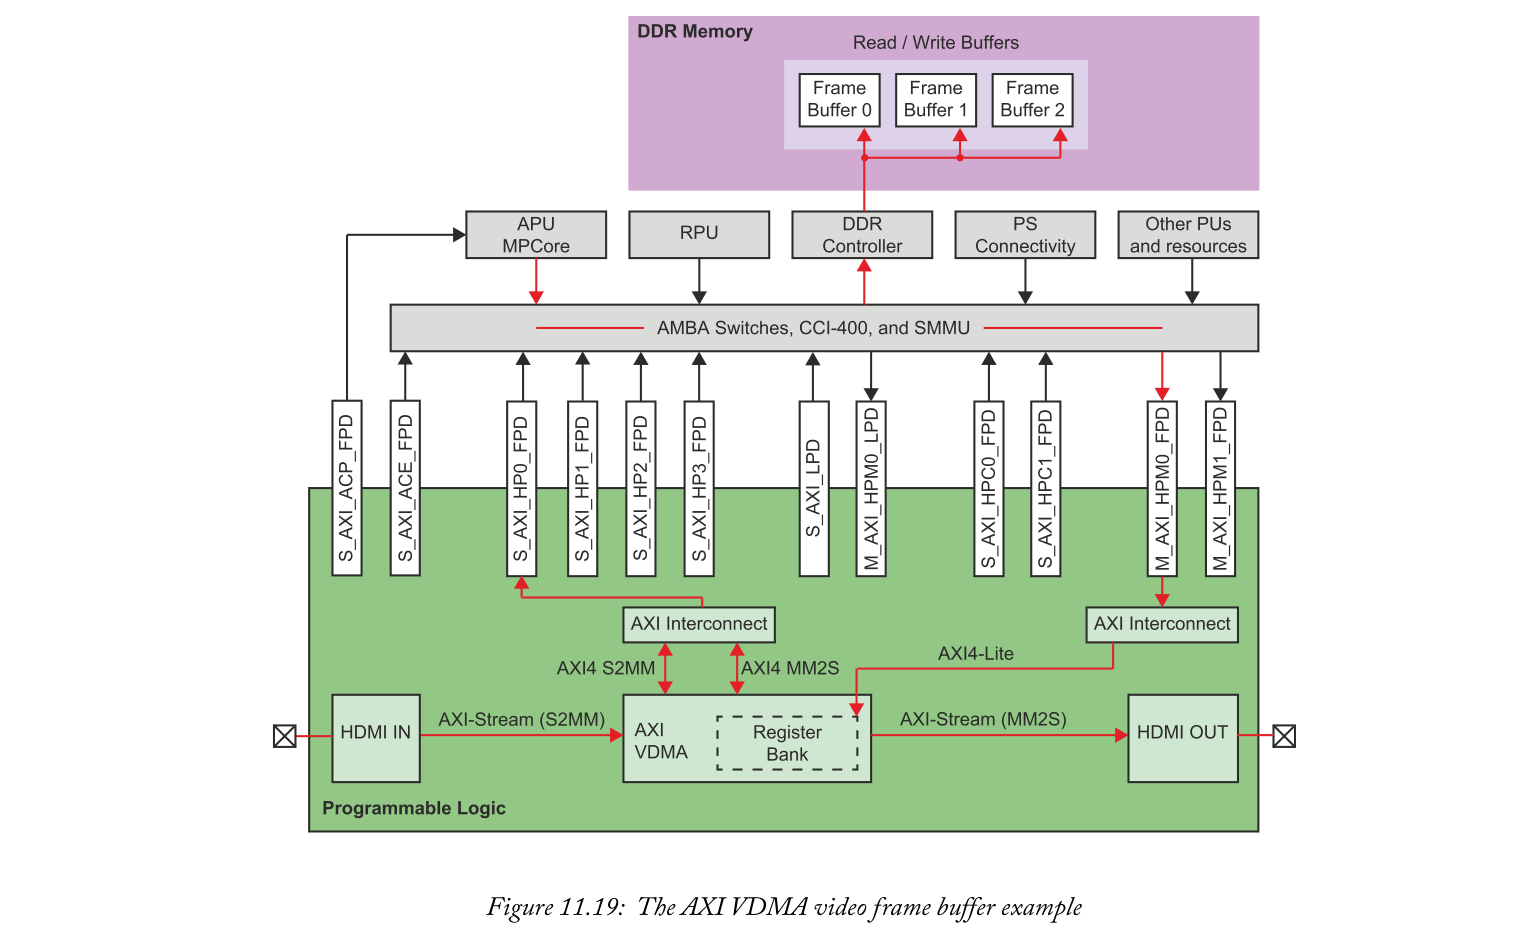 DDR Memory
Read / Write Buffers
Frame
Buffer 0
Frame
Buffer 1
Frame
Buffer 2
APU
MPCore
RPU
DDR
Controller
PS
Connectivity
Other PUs
and resources
AMBA Switches, CCI-400, and SMMU
S_AXI_ACP_FPD
S_AXI_ACE_FPD
S_AXI_HP0_FPD
S_AXI_HP1_FPD
S_AXI_HP2_FPD
S_AXI_HP3_FPD
S_AXI_LPD
M_AXI_HPM0_LPD
S_AXI_HPC0_FPD
S_AXI_HPC1_FPD
M_AXI_HPM0_FPD
M_AXI_HPM1_FPD
AXI Interconnect
AXI Interconnect
AXI4 S2MM
AXI4 MM2S
AXI4-Lite
HDMI IN
AXI-Stream (S2MM)
AXI
VDMA
Register
Bank
AXI-Stream (MM2S)
HDMI OUT
Programmable Logic
Figure 11.19: The AXI VDMA video frame buffer example